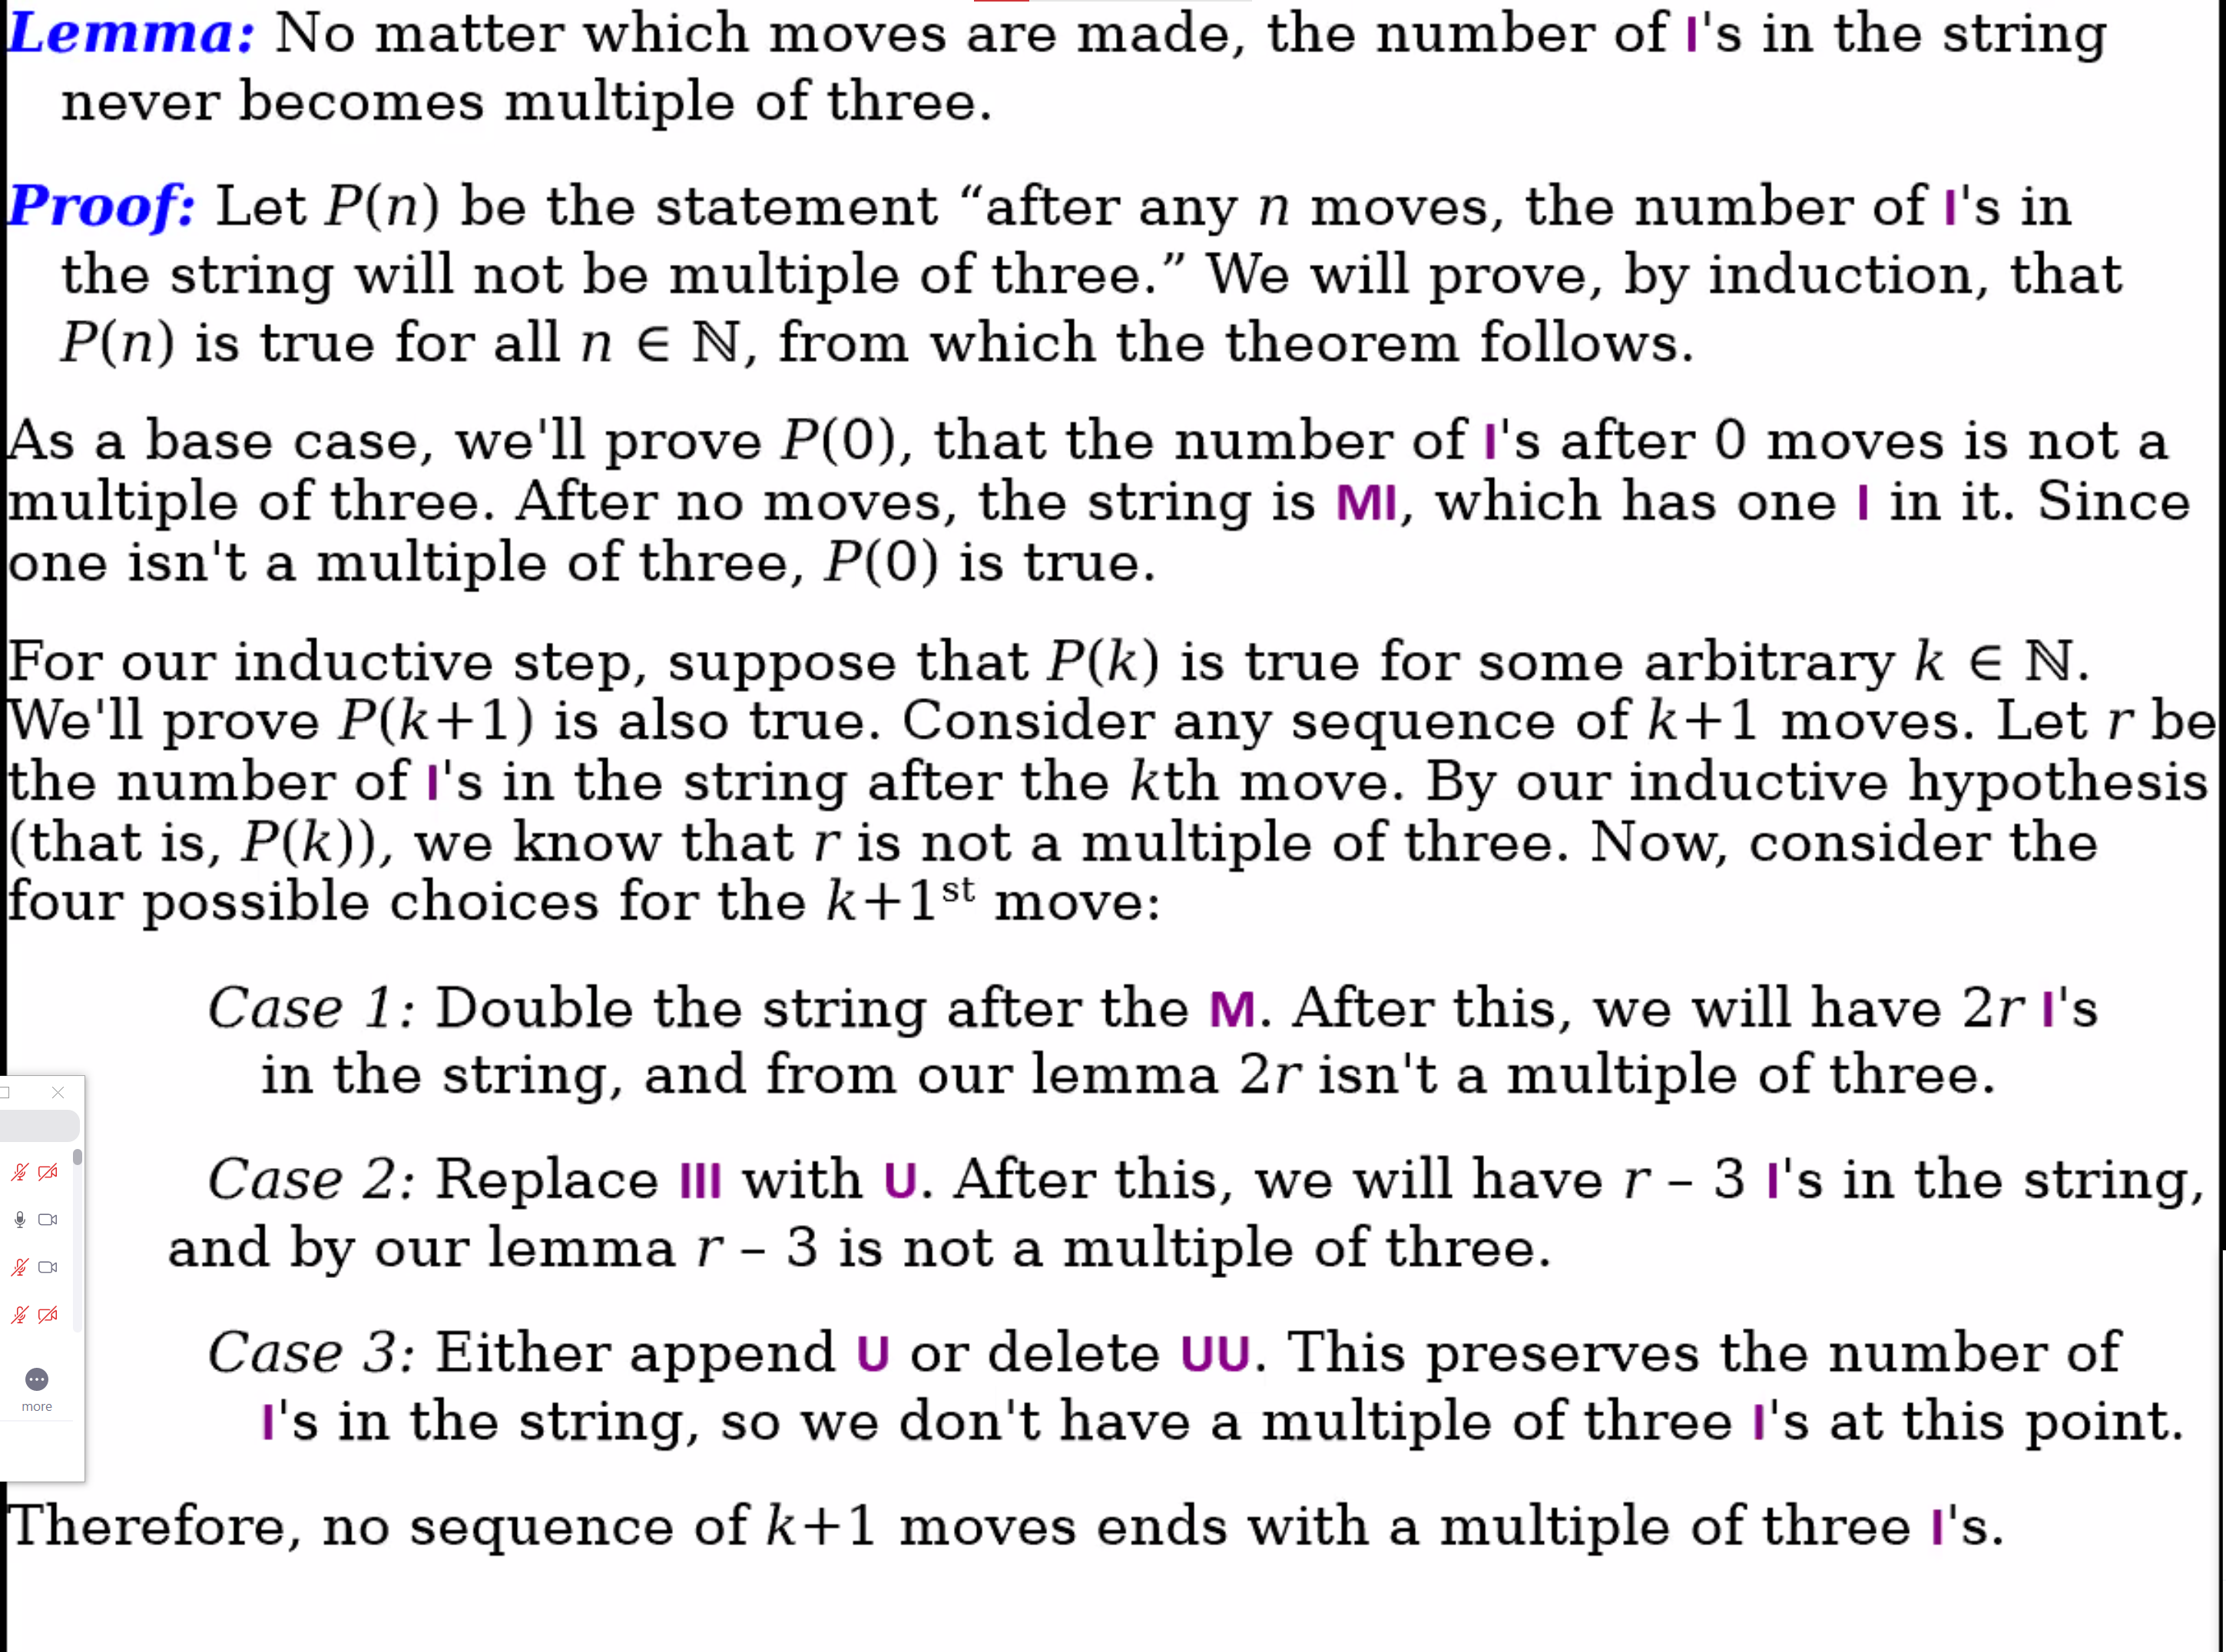 Lemma: No matter which moves are made, the number of I's in the string
never becomes multiple of three.
Proof: Let P(n) be the statement “after any n moves, the number of I's in
the string will not be multiple of three.” We will prove, by induction, that
P(n) is true for all n ∈ ℕ, from which the theorem follows.
As a base case, we'll prove P(0), that the number of I's after 0 moves is not a
multiple of three. After no moves, the string is MI, which has one I in it. Since
one isn't a multiple of three, P(0) is true.
For our inductive step, suppose that P(k) is true for some arbitrary k ∈ ℕ.
We'll prove P(k+1) is also true. Consider any sequence of k+1 moves. Let r be
the number of I's in the string after the kth move. By our inductive hypothesis
(that is, P(k)), we know that r is not a multiple of three. Now, consider the
four possible choices for the k+1st move:
Case 1: Double the string after the M. After this, we will have 2r I's
in the string, and from our lemma 2r isn't a multiple of three.
Case 2: Replace III with U. After this, we will have r – 3 I's in the string,
and by our lemma r – 3 is not a multiple of three.
Case 3: Either append U or delete UU. This preserves the number of
I's in the string, so we don't have a multiple of three I's at this point.
more
Therefore, no sequence of k+1 moves ends with a multiple of three I's.